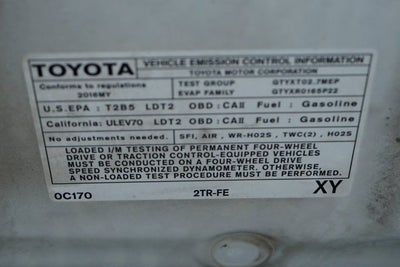 TOYOTA
VEHICLE EMISSION CONTROL INFORMATION
TOYOTA MOTOR CORPORATION
Conforms to regulations
2016MY
TEST GROUP GTYXT02.7MEP
EVAP FAMILY GTYXR0165P22
U.S.EPA : T2B5 LDT2 OBD : CAII Fuel : Gasoline
California: ULEV70 LDT2 OBD : CAII Fuel : Gasoline
No adjustments needed. SFI, AIR, WR-HO2S, TWC(2), HO2S
LOADED I/M TESTING OF PERMANENT FOUR-WHEEL
DRIVE OR TRACTION CONTROL-EQUIPPED VEHICLES
MUST BE CONDUCTED ON A FOUR-WHEEL DRIVE
SPEED SYNCHRONIZED DYNAMOMETER. OTHERWISE,
A NON-LOADED TEST PROCEDURE MUST BE CONDUCTED.
0C170 2TR-FE XY